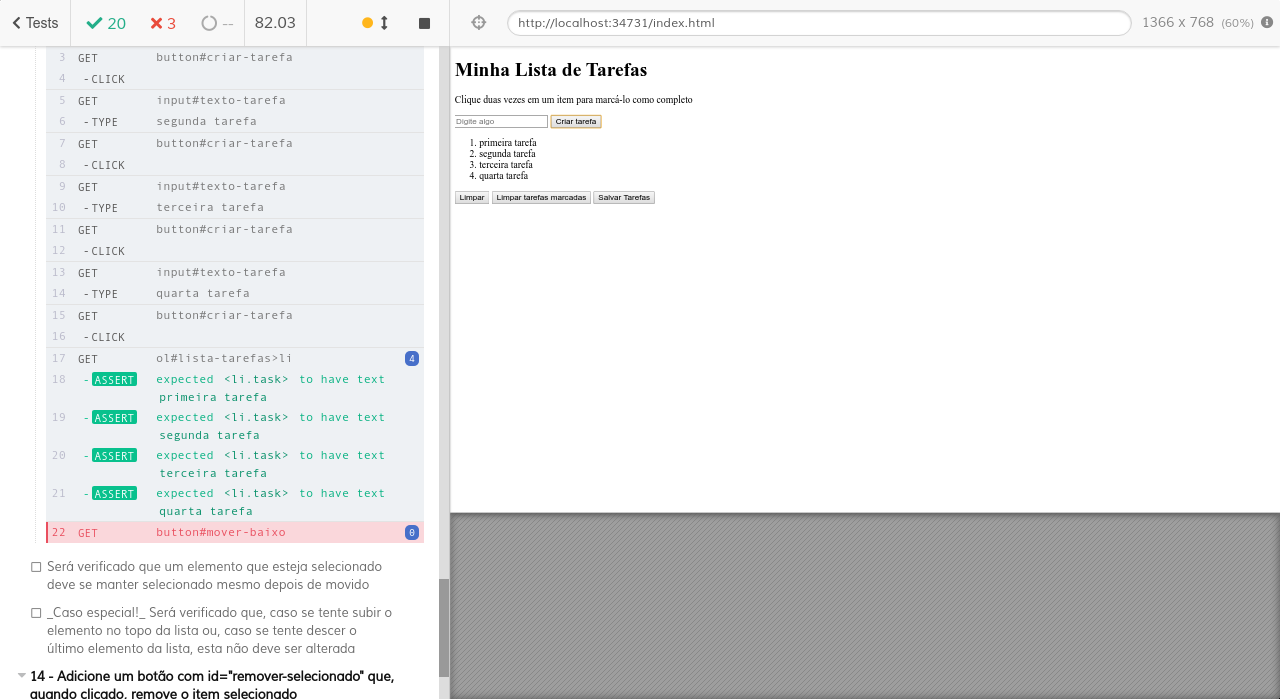 Tests
20
3
--
82.03
http://localhost:34731/index.html
1366 x 768 (60%)
3 GET button#criar-tarefa
4 -CLICK
5 GET input#texto-tarefa
6 -TYPE segunda tarefa
7 GET button#criar-tarefa
8 -CLICK
9 GET input#texto-tarefa
10 -TYPE terceira tarefa
11 GET button#criar-tarefa
12 -CLICK
13 GET input#texto-tarefa
14 -TYPE quarta tarefa
15 GET button#criar-tarefa
16 -CLICK
17 GET ol#lista-tarefas>li 4
18 -ASSERT expected <li.task> to have text
primeira tarefa
19 -ASSERT expected <li.task> to have text
segunda tarefa
20 -ASSERT expected <li.task> to have text
terceira tarefa
21 -ASSERT expected <li.task> to have text
quarta tarefa
22 GET button#mover-baixo 0
Será verificado que um elemento que esteja selecionado
deve se manter selecionado mesmo depois de movido
_Caso especial!_ Será verificado que, caso se tente subir o
elemento no topo da lista ou, caso se tente descer o
último elemento da lista, esta não deve ser alterada
14 - Adicione um botão com id="remover-selecionado" que,
quando clicado, remove o item selecionado
Minha Lista de Tarefas
Clique duas vezes em um item para marcá-lo como completo
Digite algo Criar tarefa
1. primeira tarefa
2. segunda tarefa
3. terceira tarefa
4. quarta tarefa
Limpar Limpar tarefas marcadas Salvar Tarefas